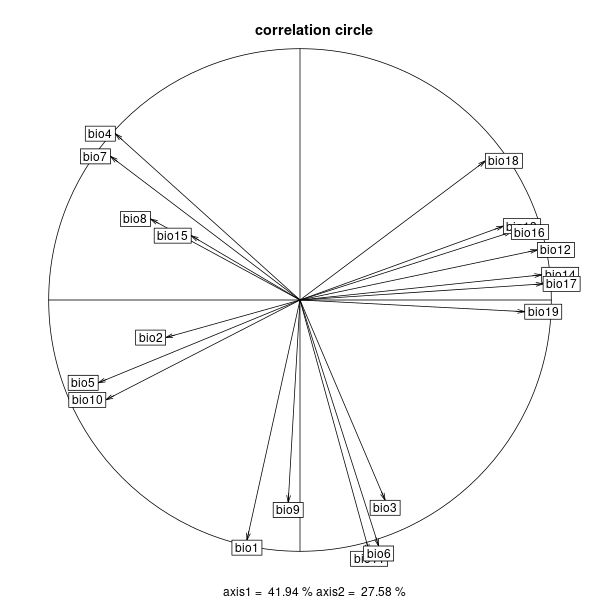 correlation circle
bio4
bio7
bio18
bio8
bio15
bio16
bio12
bio14
bio17
bio19
bio2
bio5
bio10
bio9
bio3
bio1
bio6
axis1 = 41.94 % axis2 = 27.58 %